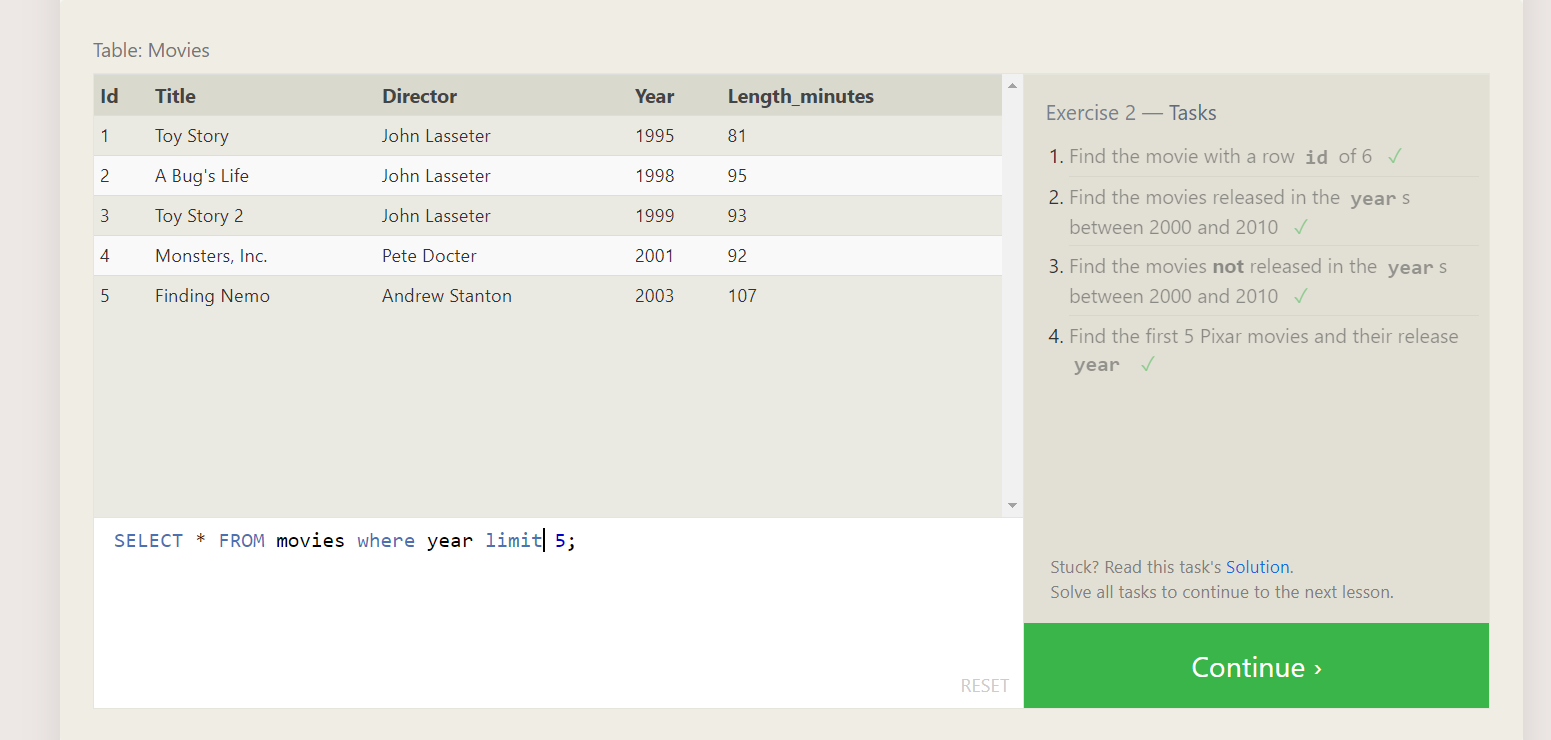 Table: Movies
Id Title Director Year Length_minutes
1 Toy Story John Lasseter 1995 81
2 A Bug's Life John Lasseter 1998 95
3 Toy Story 2 John Lasseter 1999 93
4 Monsters, Inc. Pete Docter 2001 92
5 Finding Nemo Andrew Stanton 2003 107
SELECT * FROM movies where year limit 5;
RESET
Exercise 2 — Tasks
1. Find the movie with a row id of 6 ✓
2. Find the movies released in the year s
between 2000 and 2010 ✓
3. Find the movies not released in the year s
between 2000 and 2010 ✓
4. Find the first 5 Pixar movies and their release
year ✓
Stuck? Read this task's Solution.
Solve all tasks to continue to the next lesson.
Continue ›